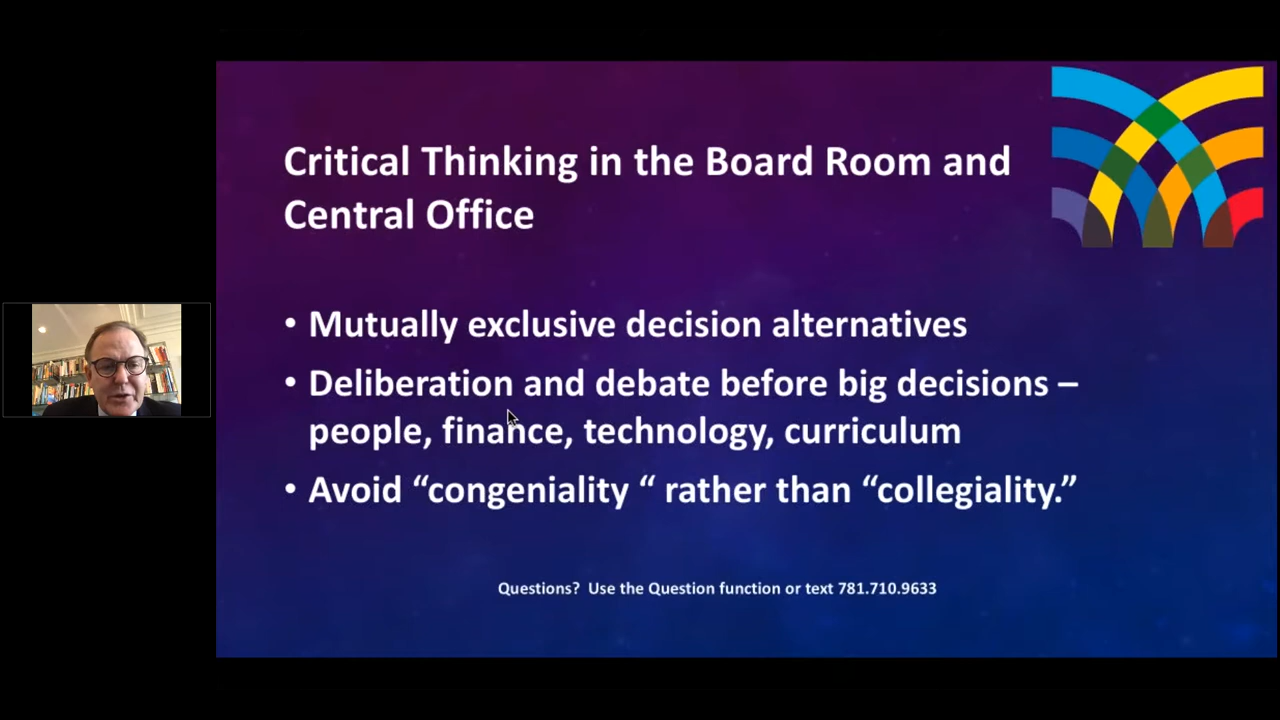 Critical Thinking in the Board Room and
Central Office
• Mutually exclusive decision alternatives
• Deliberation and debate before big decisions –
people, finance, technology, curriculum
• Avoid “congeniality “ rather than “collegiality.”
Questions? Use the Question function or text 781.710.9633